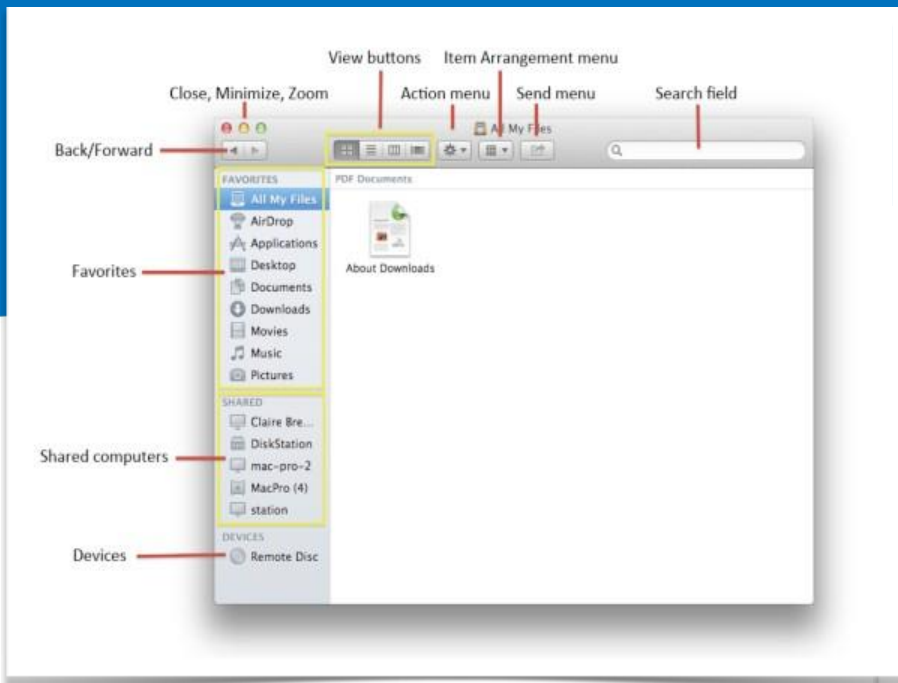 View buttons
Item Arrangement menu
Close, Minimize, Zoom
Action menu
Send menu
Search field
All My Files
Back/Forward
FAVORITES
All My Files
AirDrop
Applications
Desktop
Documents
Downloads
Movies
Music
Pictures
Favorites
PDF Documents
About Downloads
SHARED
Claire Bre...
DiskStation
mac-pro-2
MacPro (4)
station
Shared computers
DEVICES
Remote Disc
Devices